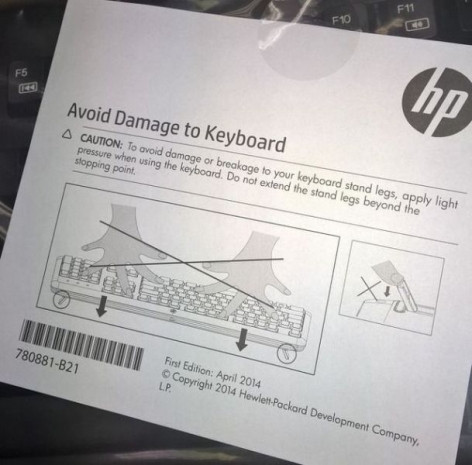 F10
F11
F5
hp
Avoid Damage to Keyboard
CAUTION: To avoid damage or breakage to your keyboard stand legs, apply light
pressure when using the keyboard. Do not extend the stand legs beyond the
stopping point.
780881-B21
First Edition: April 2014
© Copyright 2014 Hewlett-Packard Development Company,
L.P.